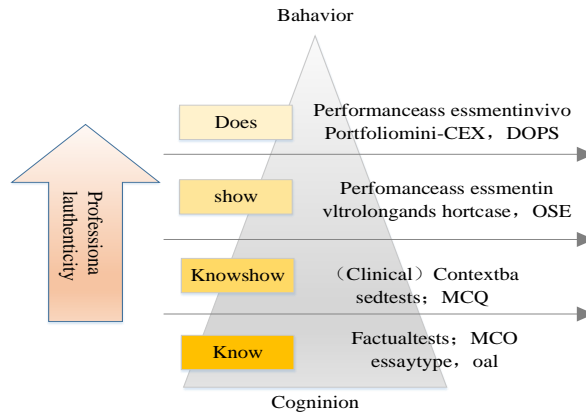 Bahavior
Does
Performanceass essmentinvivo
Portfoliomini-CEX，DOPS
show
Perfomanceass essmentin
vltrolongands hortcase，OSE
Professiona
lauthenticity
Knowshow
（Clinical）Contextba
sedtests；MCQ
Know
Factualtests；MCO
essaytype，oal
Cogninion